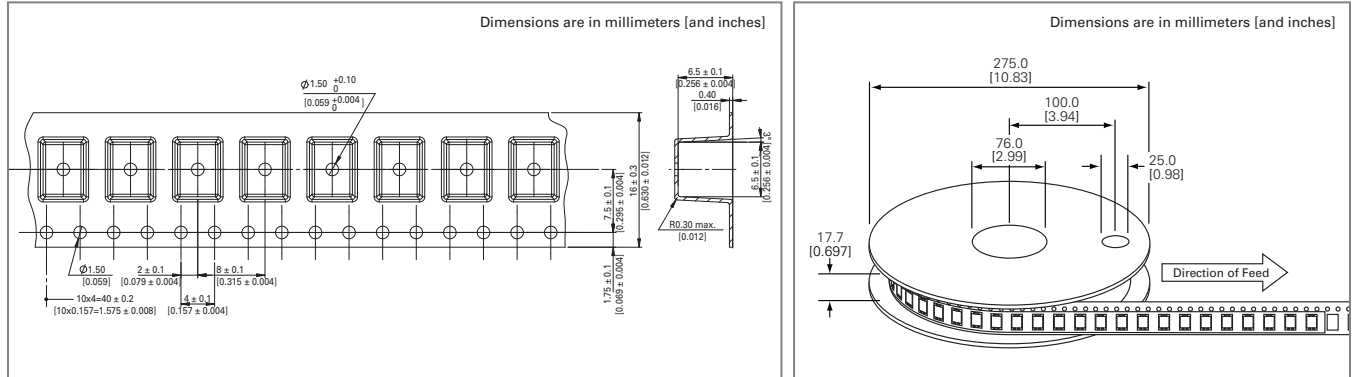 Dimensions are in millimeters [and inches]
Ø1.50 +0.10 0
[0.059 +0.004 0]
6.5 ± 0.1
[0.256 ± 0.004]
0.40
[0.016]
3°
6.5 ± 0.1
[0.256 ± 0.004]
R0.30 max.
[0.012]
16 ± 0.3
[0.630 ± 0.012]
7.5 ± 0.1
[0.295 ± 0.004]
1.75 ± 0.1
[0.069 ± 0.004]
Ø1.50
[0.059]
2 ± 0.1
[0.079 ± 0.004]
8 ± 0.1
[0.315 ± 0.004]
10x4=40 ± 0.2
[10x0.157=1.575 ± 0.008]
4 ± 0.1
[0.157 ± 0.004]
Dimensions are in millimeters [and inches]
275.0
[10.83]
100.0
[3.94]
76.0
[2.99]
25.0
[0.98]
17.7
[0.697]
Direction of Feed